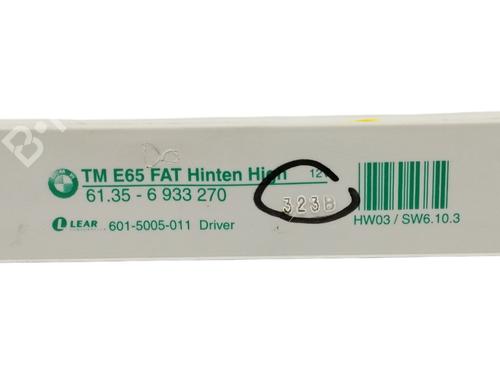 TM E65 FAT Hinten High 12V
61.35 - 6 933 270
323B
LEAR 601-5005-011 Driver
HW03 / SW6.10.3